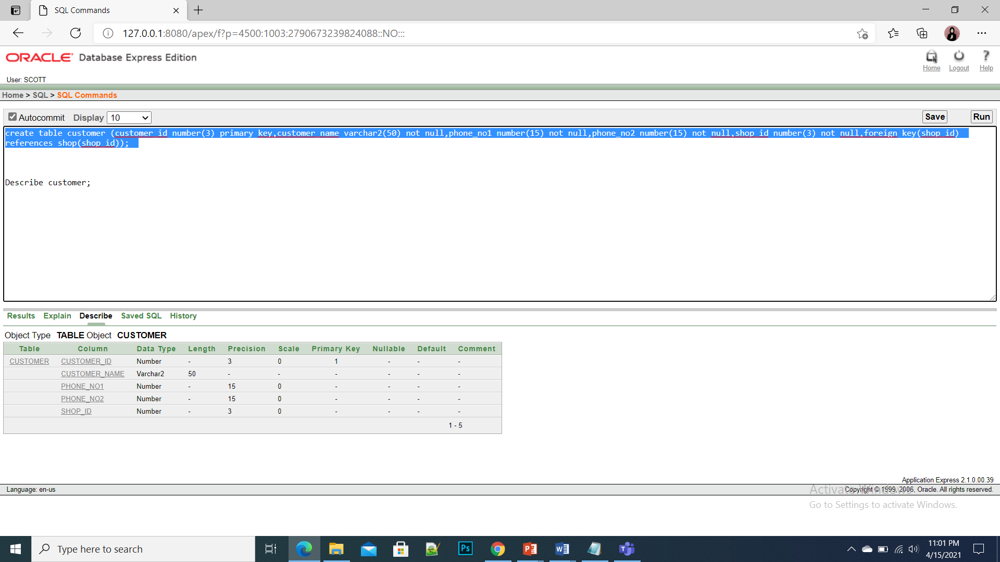 SQL Commands
127.0.0.1:8080/apex/f?p=4500:1003:2790673239824088::NO:::
ORACLE Database Express Edition
Home Logout Help
User: SCOTT
Home > SQL > SQL Commands
Autocommit Display 10 Save Run
create table customer (customer_id number(3) primary key,customer_name varchar2(50) not null,phone_no1 number(15) not null,phone_no2 number(15) not null,shop_id number(3) not null,foreign key(shop_id)
references shop(shop_id));
Describe customer;
Results Explain Describe Saved SQL History
Object Type TABLE Object CUSTOMER
Table Column Data Type Length Precision Scale Primary Key Nullable Default Comment
CUSTOMER CUSTOMER_ID Number - 3 0 1 - - -
CUSTOMER_NAME Varchar2 50 - - - - - -
PHONE_NO1 Number - 15 0 - - - -
PHONE_NO2 Number - 15 0 - - - -
SHOP_ID Number - 3 0 - - - -
1 - 5
Application Express 2.1.0.00.39
Language: en-us Copyright © 1999, 2006, Oracle. All rights reserved.
Activate Windows
Go to Settings to activate Windows.
Type here to search
Ps
11:01 PM
4/15/2021